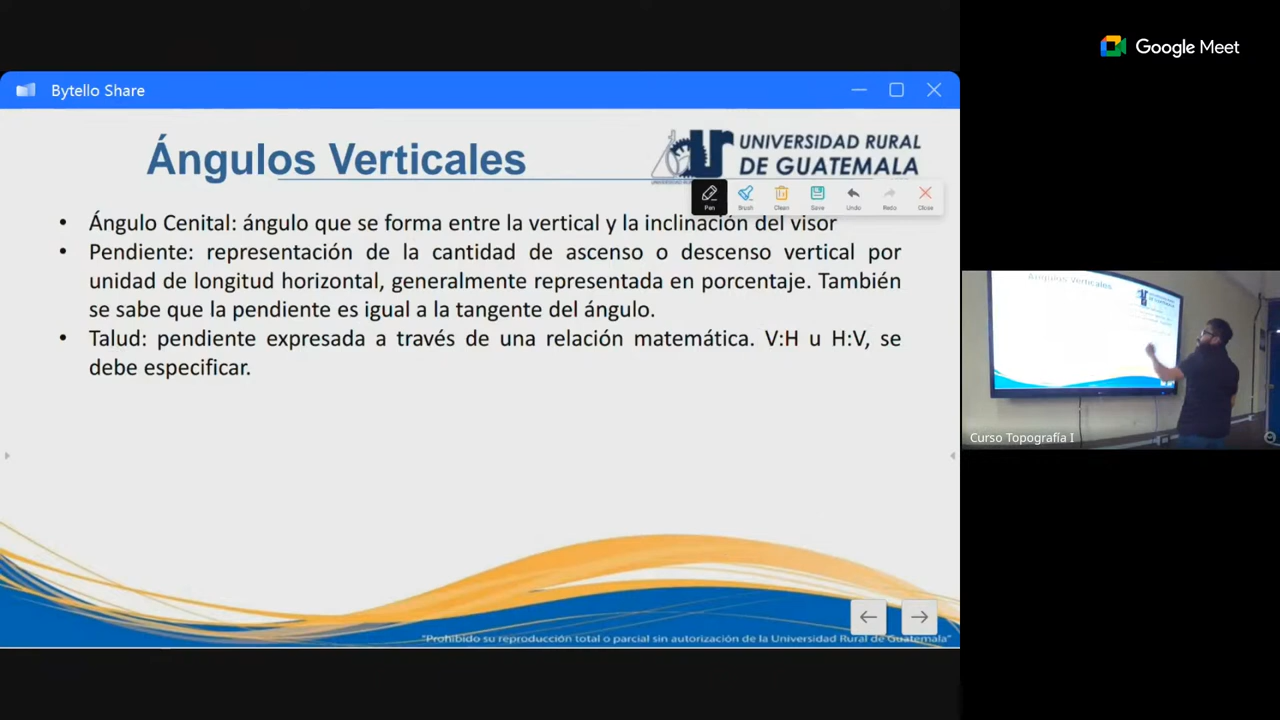 Google Meet
Bytello Share
Ángulos Verticales
UNIVERSIDAD RURAL
DE GUATEMALA
Pen
Brush
Clean
Save
Undo
Redo
Close
• Ángulo Cenital: ángulo que se forma entre la vertical y la inclinación del visor
• Pendiente: representación de la cantidad de ascenso o descenso vertical por
unidad de longitud horizontal, generalmente representada en porcentaje. También
se sabe que la pendiente es igual a la tangente del ángulo.
• Talud: pendiente expresada a través de una relación matemática. V:H u H:V, se
debe especificar.
Ángulos Verticales
Curso Topografía I
"Prohibido su reproducción total o parcial sin autorización de la Universidad Rural de Guatemala"